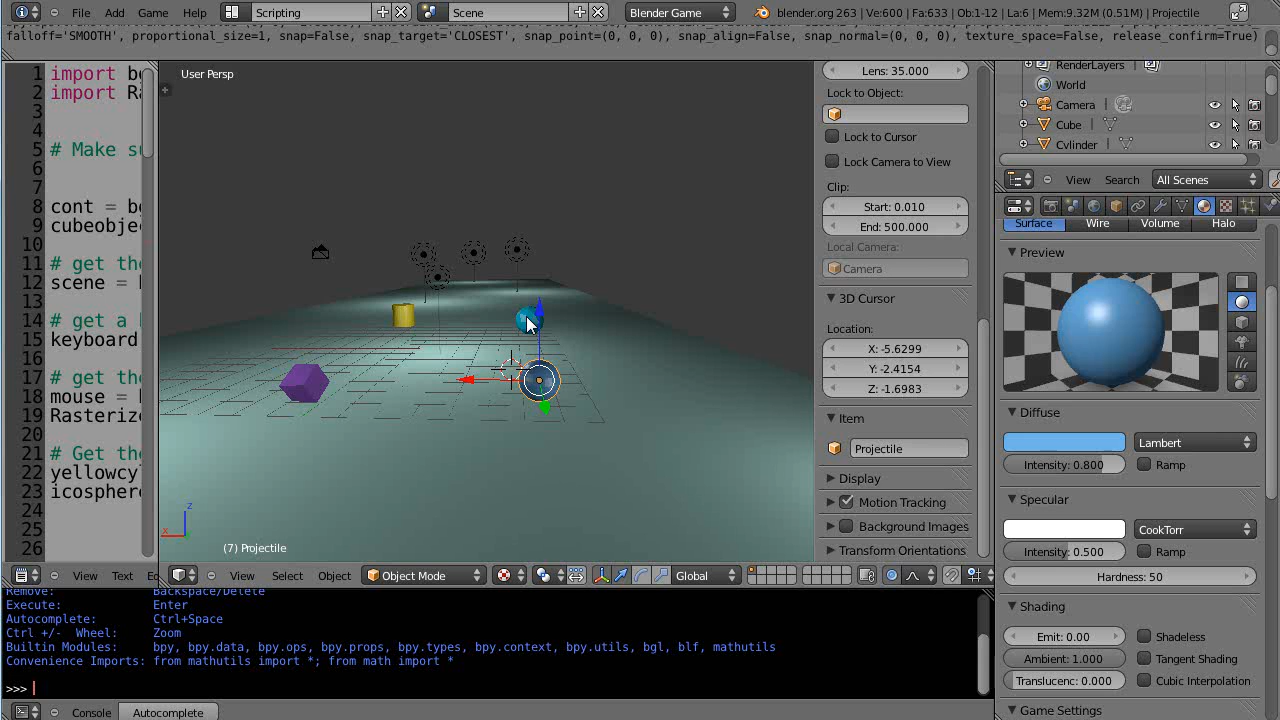 File Add Game Help Scripting Scene Blender Game blender.org 263 | Ve:600 | Fa:633 | Ob:1-12 | La:6 | Mem:9.32M (0.51M) | Projectile
falloff='SMOOTH', proportional_size=1, snap=False, snap_target='CLOSEST', snap_point=(0, 0, 0), snap_align=False, snap_normal=(0, 0, 0), texture_space=False, release_confirm=True)
1 import b
2 import Ra
3
4
5 # Make su
6
7
8 cont = b
9 cubeobje
10
11 # get the
12 scene =
13
14 # get a
15 keyboard
16
17 # get the
18 mouse =
19 Rasterize
20
21 # Get the
22 yellowcy
23 icosphere
24
25
26
User Persp
z
x
(7) Projectile
Lens: 35.000
Lock to Object:
Lock to Cursor
Lock Camera to View
Clip:
Start: 0.010
End: 500.000
Local Camera:
Camera
3D Cursor
Location:
X: -5.6299
Y: -2.4154
Z: -1.6983
Item
Projectile
Display
Motion Tracking
Background Images
Transform Orientations
RenderLayers
World
Camera
Cube
Cylinder
View Search All Scenes
Surface Wire Volume Halo
Preview
Diffuse
Lambert
Intensity: 0.800 Ramp
Specular
CookTorr
Intensity: 0.500 Ramp
Hardness: 50
Shading
Emit: 0.00 Shadeless
Ambient: 1.000 Tangent Shading
Translucenc: 0.000 Cubic Interpolation
Game Settings
View Text Ec
View Select Object Object Mode Global
Remove: Backspace/Delete
Execute: Enter
Autocomplete: Ctrl+Space
Ctrl +/- Wheel: Zoom
Builtin Modules: bpy, bpy.data, bpy.ops, bpy.props, bpy.types, bpy.context, bpy.utils, bgl, blf, mathutils
Convenience Imports: from mathutils import *; from math import *
>>>
Console Autocomplete